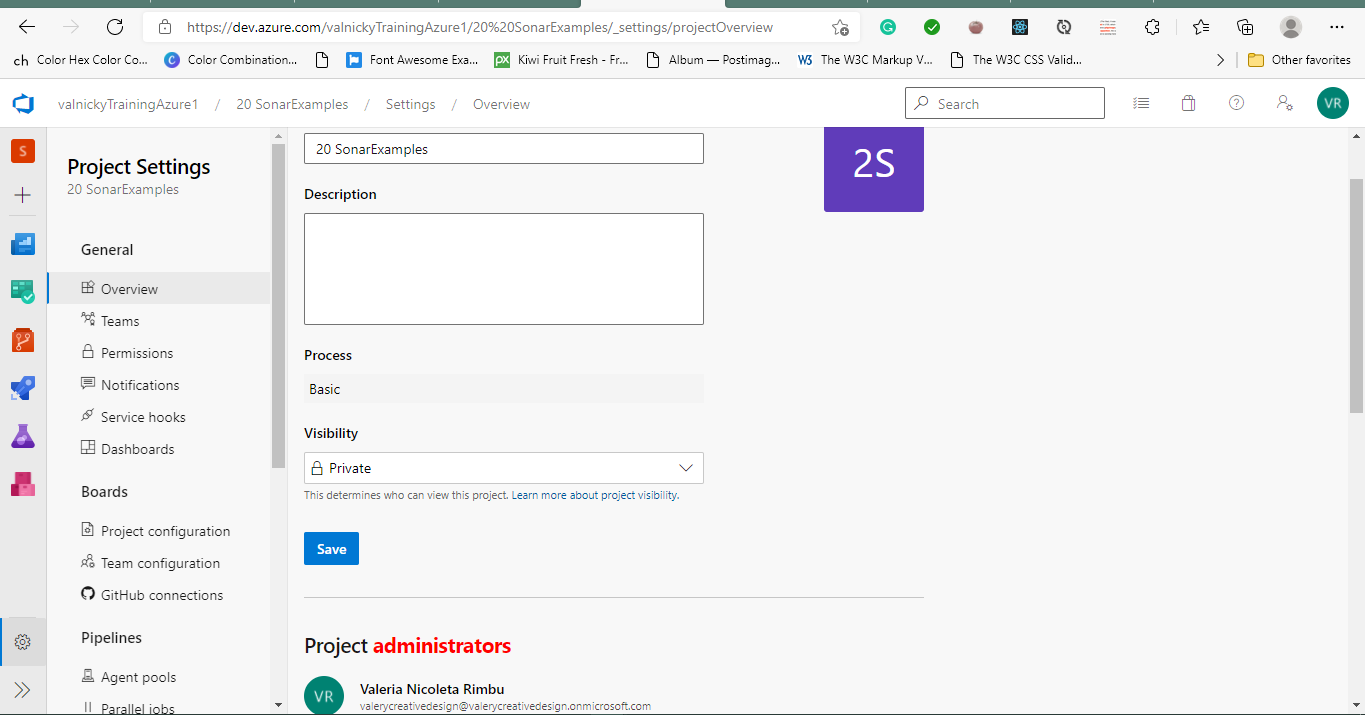 https://dev.azure.com/valnickyTrainingAzure1/20%20SonarExamples/_settings/projectOverview
ch Color Hex Color Co...
C Color Combination...
Font Awesome Exa...
px Kiwi Fruit Fresh - Fr...
Album — Postimag...
W3 The W3C Markup V...
The W3C CSS Valid...
Other favorites
valnickyTrainingAzure1 / 20 SonarExamples / Settings / Overview
Search
VR
S
Project Settings
20 SonarExamples
General
Overview
Teams
Permissions
Notifications
Service hooks
Dashboards
Boards
Project configuration
Team configuration
GitHub connections
Pipelines
Agent pools
Parallel jobs
20 SonarExamples
2S
Description
Process
Basic
Visibility
Private
This determines who can view this project. Learn more about project visibility.
Save
Project administrators
VR
Valeria Nicoleta Rimbu
valerycreativedesign@valerycreativedesign.onmicrosoft.com